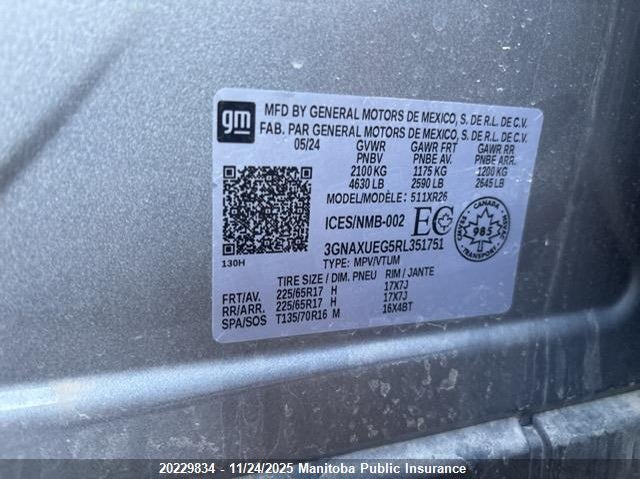 gm
MFD BY GENERAL MOTORS DE MEXICO, S. DE R.L. DE C.V.
FAB. PAR GENERAL MOTORS DE MEXICO, S. DE R.L. DE C.V.
05/24 GVWR GAWR FRT GAWR RR
PNBV PNBE AV. PNBE ARR.
2100 KG 1175 KG 1200 KG
4630 LB 2590 LB 2645 LB
MODEL/MODÈLE: 511XR26
ICES/NMB-002 EC CANADA 985
3GNAXUEG5RL351751
130H TYPE: MPV/VTUM
TIRE SIZE / DIM. PNEU RIM / JANTE
FRT/AV. 225/65R17 H 17X7J
RR/ARR. 225/65R17 H 17X7J
SPA/SOS T135/70R16 M 16X4BT
20229834 - 11/24/2025 Manitoba Public Insurance